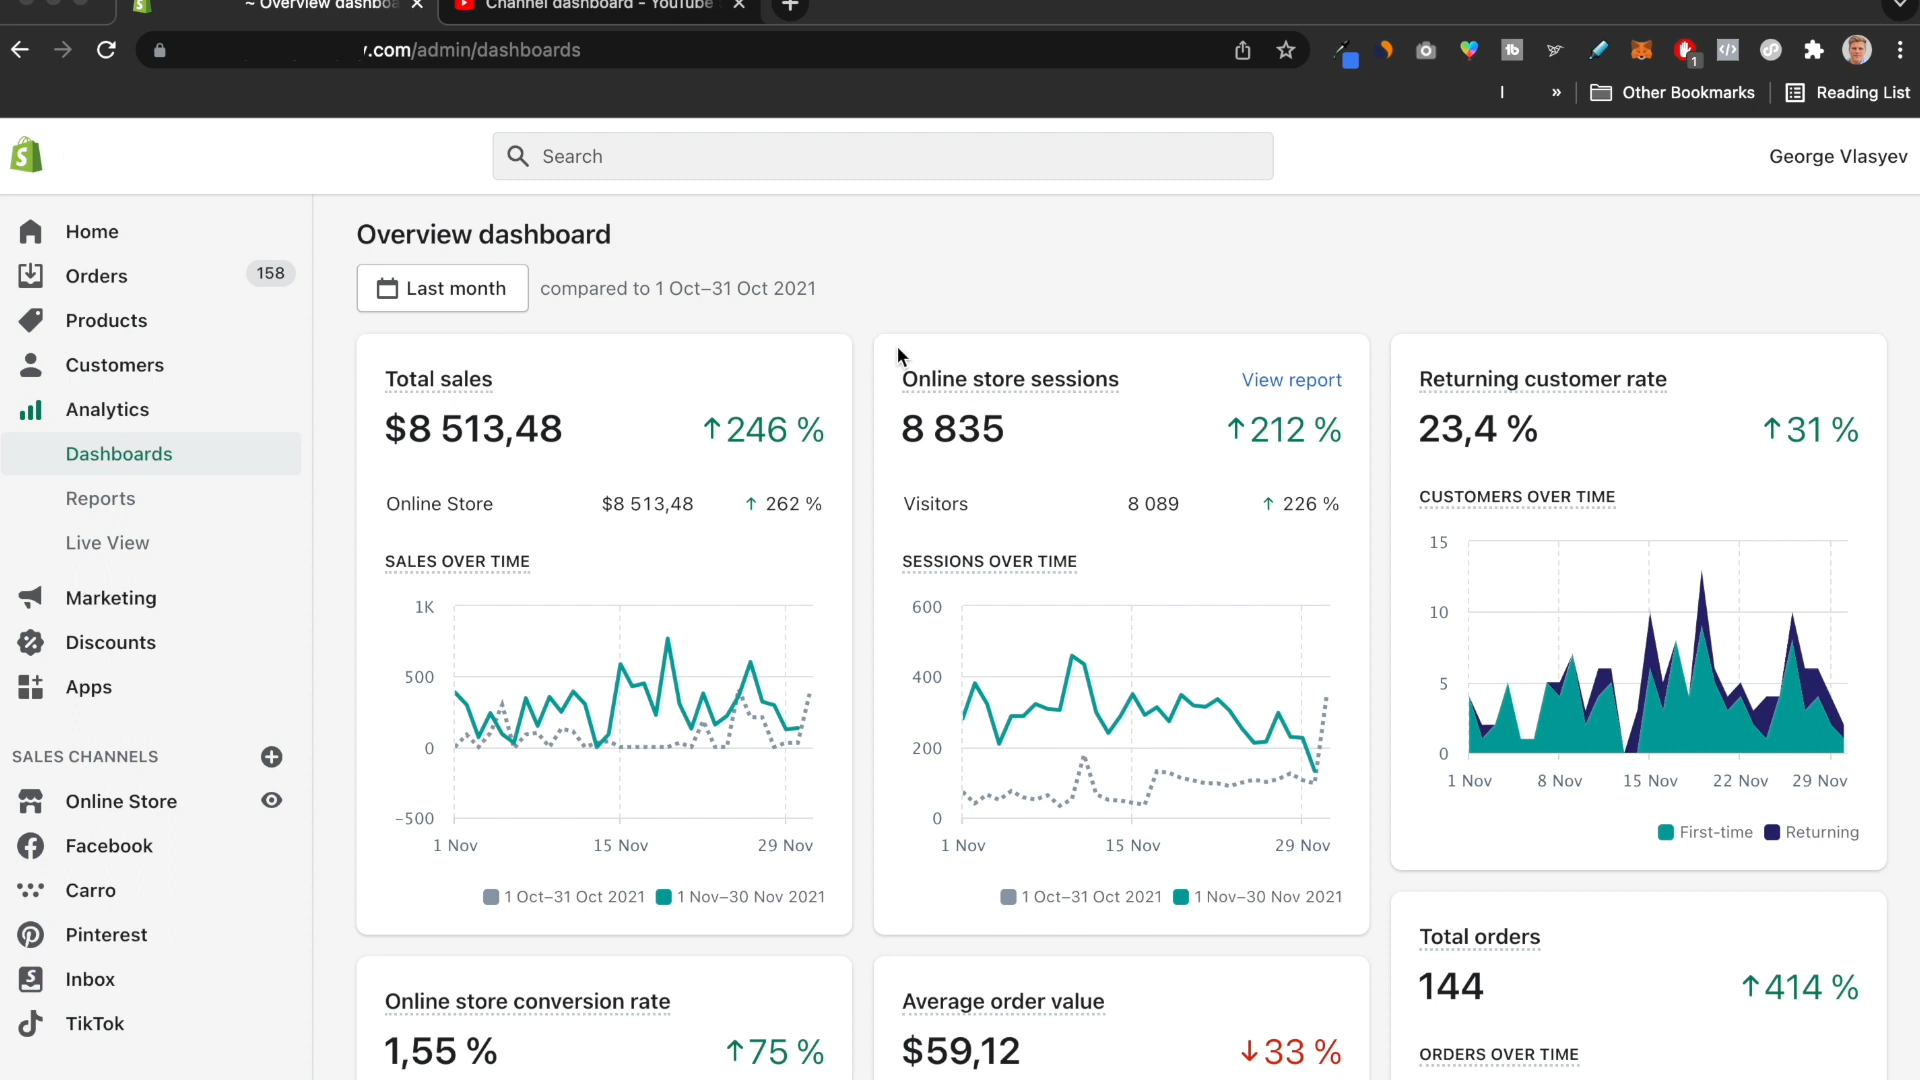 ~ Overview dashboa
Channel dashboard - YouTube
.com/admin/dashboards
1
»
Other Bookmarks
Reading List
Search
George Vlasyev
Home
Orders
158
Products
Customers
Analytics
Dashboards
Reports
Live View
Marketing
Discounts
Apps
SALES CHANNELS
Online Store
Facebook
Carro
Pinterest
Inbox
TikTok
Overview dashboard
Last month
compared to 1 Oct–31 Oct 2021
Total sales
$8 513,48 ↑246 %
Online Store $8 513,48 ↑ 262 %
SALES OVER TIME
1K
500
0
−500
1 Nov 15 Nov 29 Nov
1 Oct–31 Oct 2021 1 Nov–30 Nov 2021
Online store sessions View report
8 835 ↑212 %
Visitors 8 089 ↑ 226 %
SESSIONS OVER TIME
600
400
200
0
1 Nov 15 Nov 29 Nov
1 Oct–31 Oct 2021 1 Nov–30 Nov 2021
Returning customer rate
23,4 % ↑31 %
CUSTOMERS OVER TIME
15
10
5
0
1 Nov 8 Nov 15 Nov 22 Nov 29 Nov
First-time Returning
Online store conversion rate
1,55 % ↑75 %
Average order value
$59,12 ↓33 %
Total orders
144 ↑414 %
ORDERS OVER TIME